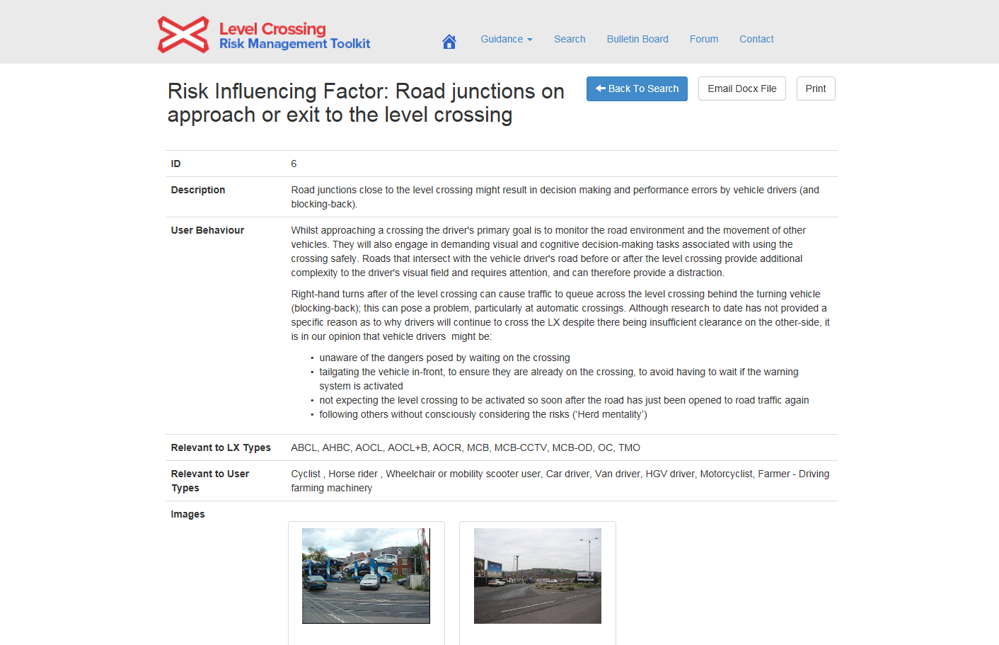 Level Crossing
Risk Management Toolkit
Guidance
Search
Bulletin Board
Forum
Contact
Risk Influencing Factor: Road junctions on
approach or exit to the level crossing
Back To Search
Email Docx File
Print
ID
6
Description
Road junctions close to the level crossing might result in decision making and performance errors by vehicle drivers (and
blocking-back).
User Behaviour
Whilst approaching a crossing the driver's primary goal is to monitor the road environment and the movement of other
vehicles. They will also engage in demanding visual and cognitive decision-making tasks associated with using the
crossing safely. Roads that intersect with the vehicle driver's road before or after the level crossing provide additional
complexity to the driver's visual field and requires attention, and can therefore provide a distraction.
Right-hand turns after of the level crossing can cause traffic to queue across the level crossing behind the turning vehicle
(blocking-back); this can pose a problem, particularly at automatic crossings. Although research to date has not provided a
specific reason as to why drivers will continue to cross the LX despite there being insufficient clearance on the other-side, it
is in our opinion that vehicle drivers  might be:
• unaware of the dangers posed by waiting on the crossing
• tailgating the vehicle in-front, to ensure they are already on the crossing, to avoid having to wait if the warning
system is activated
• not expecting the level crossing to be activated so soon after the road has just been opened to road traffic again
• following others without consciously considering the risks (‘Herd mentality’)
Relevant to LX Types
ABCL, AHBC, AOCL, AOCL+B, AOCR, MCB, MCB-CCTV, MCB-OD, OC, TMO
Relevant to User
Types
Cyclist , Horse rider , Wheelchair or mobility scooter user, Car driver, Van driver, HGV driver, Motorcyclist, Farmer - Driving
farming machinery
Images